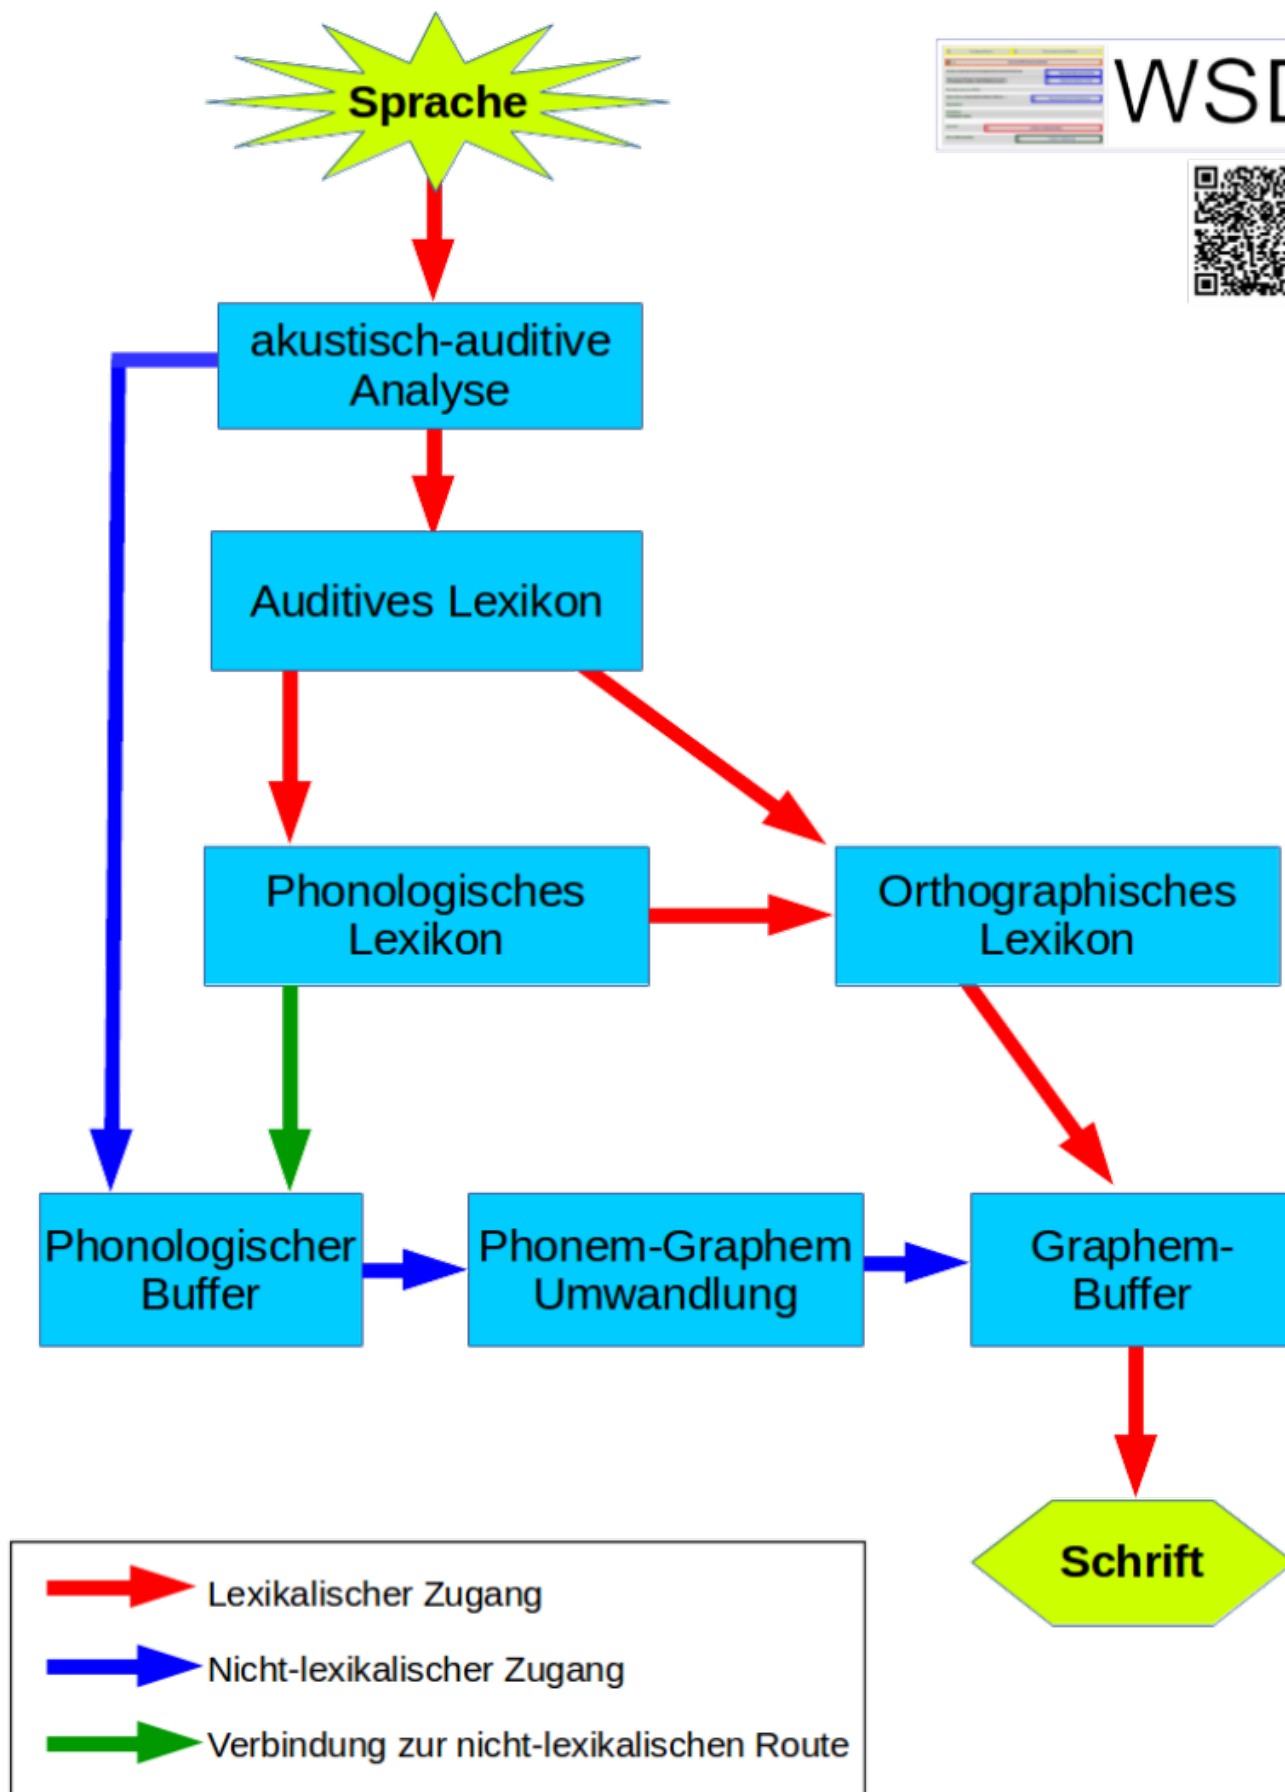 Sprache
WSD
akustisch-auditive
Analyse
Auditives Lexikon
Phonologisches
Lexikon
Orthographisches
Lexikon
Phonologischer
Buffer
Phonem-Graphem
Umwandlung
Graphem-
Buffer
Schrift
Lexikalischer Zugang
Nicht-lexikalischer Zugang
Verbindung zur nicht-lexikalischen Route